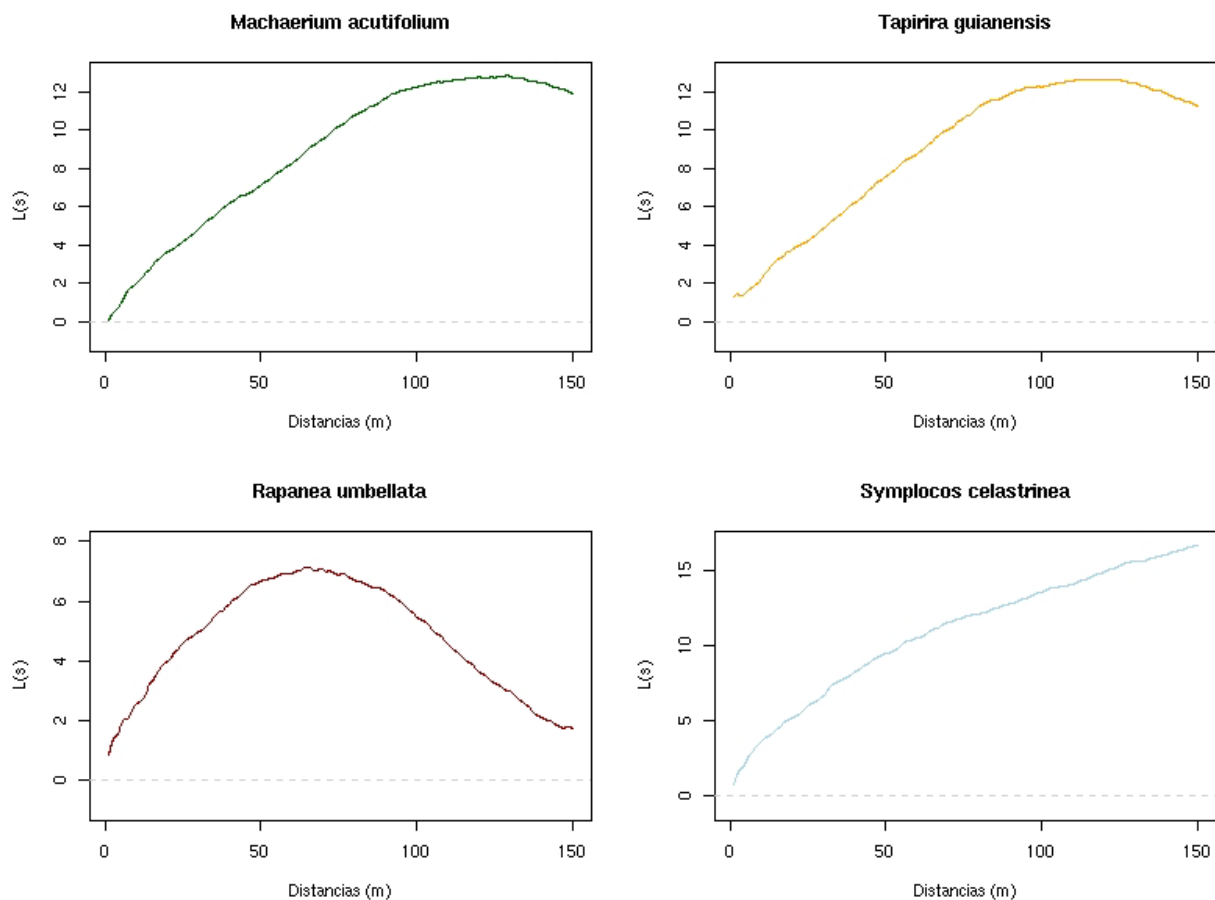 Machaerium acutifolium
L(s)
0 2 4 6 8 10 12
0 50 100 150
Distancias (m)
Tapirira guianensis
L(s)
0 2 4 6 8 10 12
0 50 100 150
Distancias (m)
Rapanea umbellata
L(s)
0 2 4 6 8
0 50 100 150
Distancias (m)
Symplocos celastrinea
L(s)
0 5 10 15
0 50 100 150
Distancias (m)